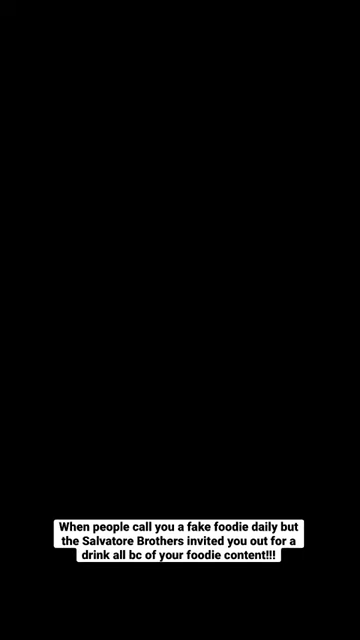 When people call you a fake foodie daily but
the Salvatore Brothers invited you out for a
drink all bc of your foodie content!!!